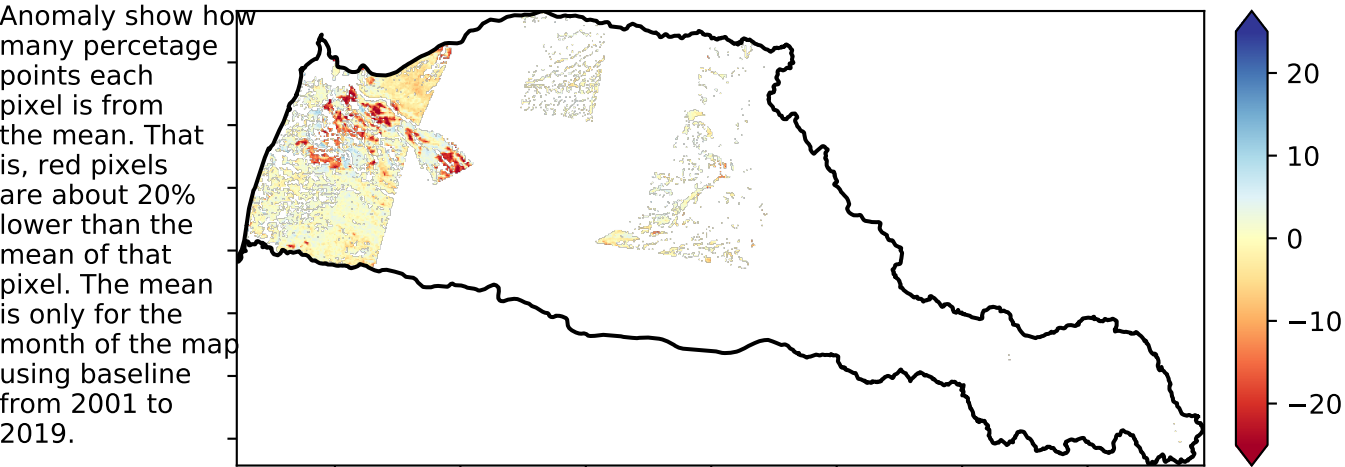 Anomaly show how
many percetage
points each
pixel is from
the mean. That
is, red pixels
are about 20%
lower than the
mean of that
pixel. The mean
is only for the
month of the map
using baseline
from 2001 to
2019.
20
10
0
−10
−20